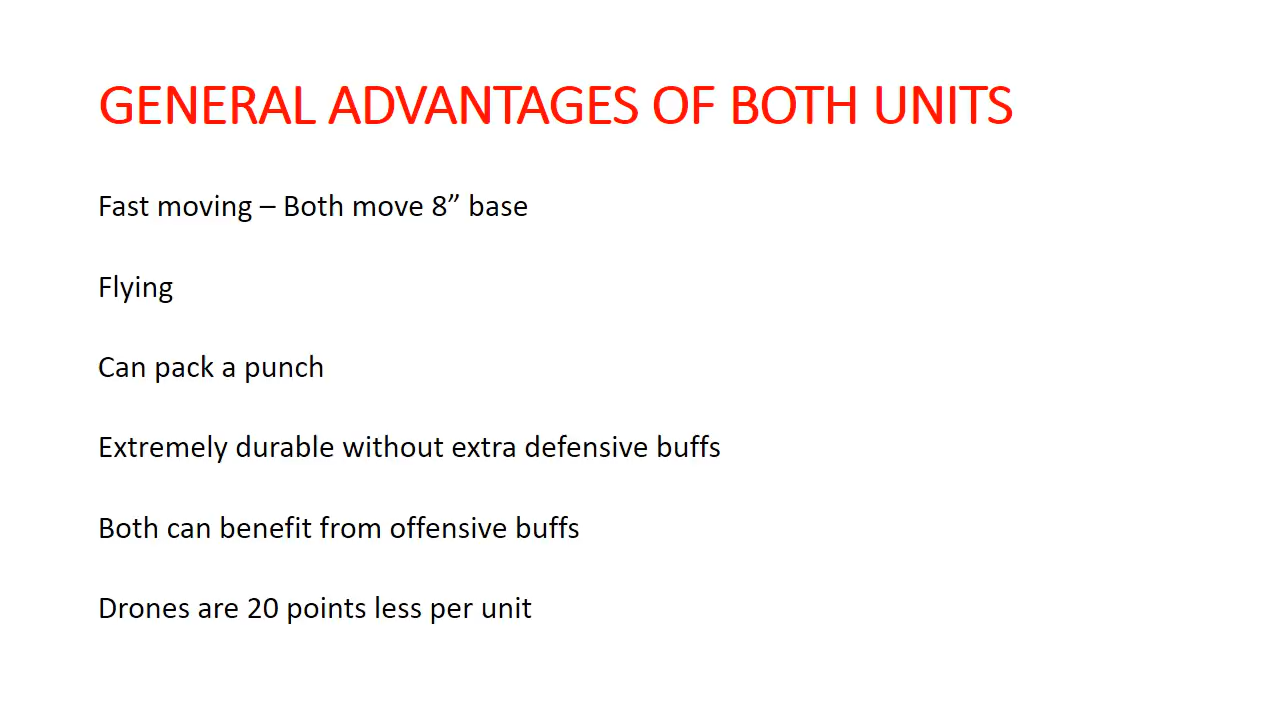 GENERAL ADVANTAGES OF BOTH UNITS
Fast moving – Both move 8” base
Flying
Can pack a punch
Extremely durable without extra defensive buffs
Both can benefit from offensive buffs
Drones are 20 points less per unit